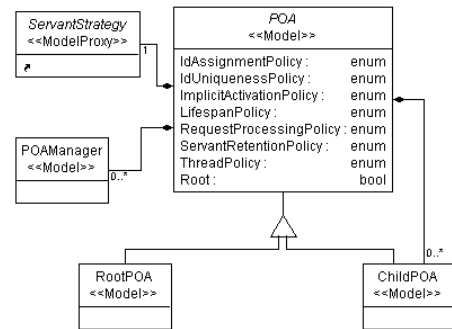 ServantStrategy
<<ModelProxy>>
1
POA
<<Model>>
IdAssignmentPolicy : enum
IdUniquenessPolicy : enum
ImplicitActivationPolicy : enum
LifespanPolicy : enum
RequestProcessingPolicy : enum
ServantRetentionPolicy : enum
ThreadPolicy : enum
Root : bool
POAManager
<<Model>>
0..*
0..*
RootPOA
<<Model>>
ChildPOA
<<Model>>